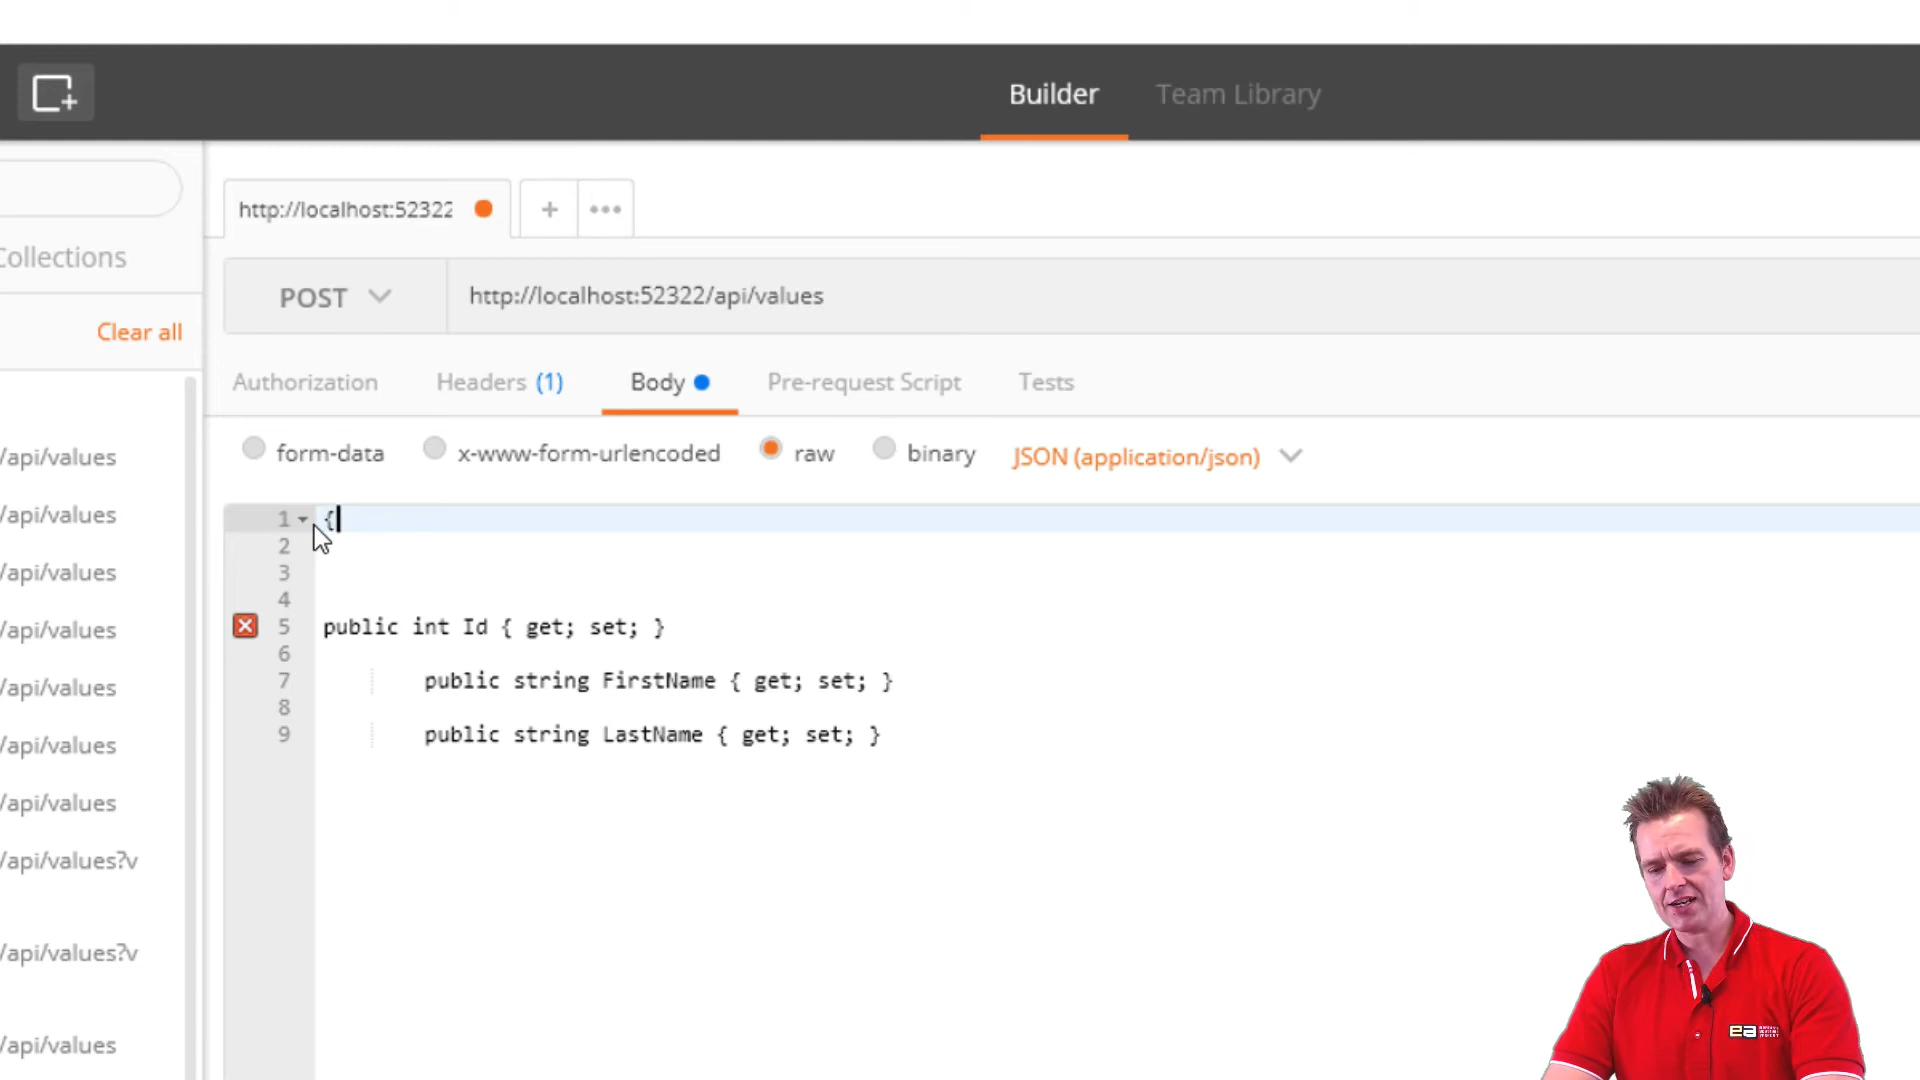 Builder Team Library
http://localhost:52322 + •••
Collections
POST http://localhost:52322/api/values
Clear all
Authorization Headers (1) Body Pre-request Script Tests
form-data x-www-form-urlencoded raw binary JSON (application/json)
/api/values
/api/values
/api/values
/api/values
/api/values
/api/values
/api/values
/api/values?v
/api/values?v
/api/values
1 {
2
3
4
5 public int Id { get; set; }
6
7 public string FirstName { get; set; }
8
9 public string LastName { get; set; }
ea